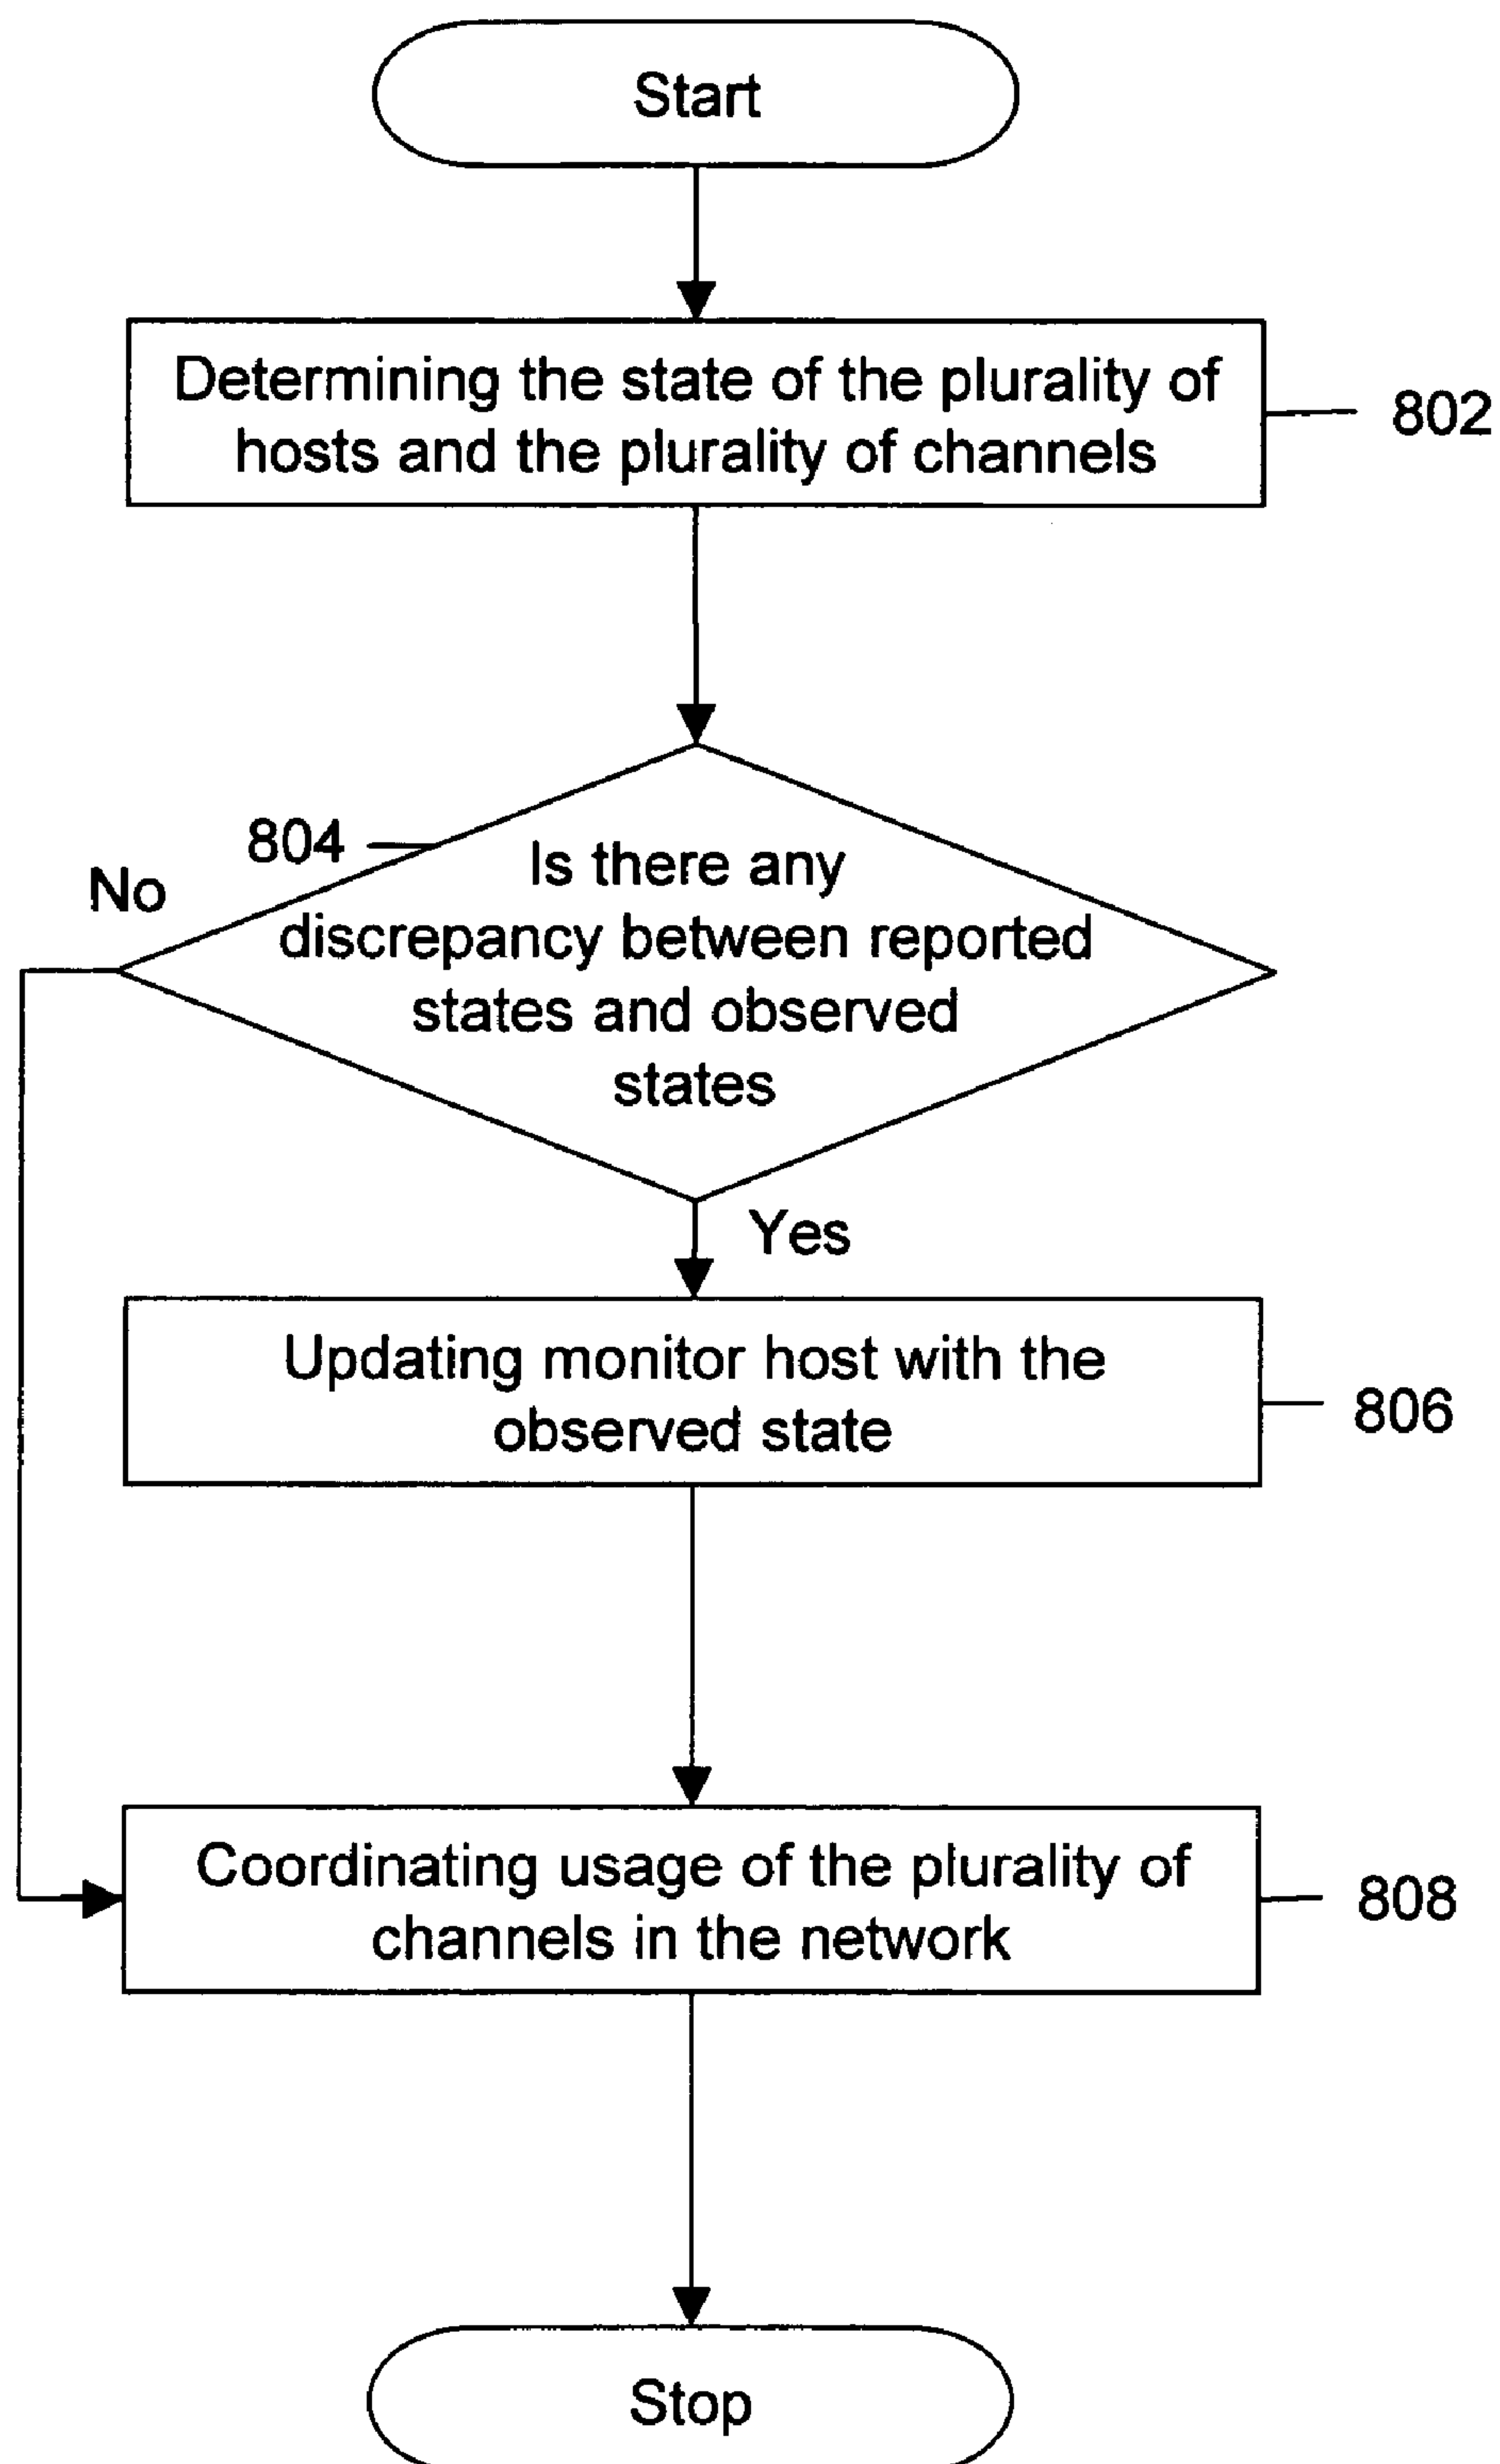 Start
Determining the state of the plurality of
hosts and the plurality of channels
802
804
No
Is there any
discrepancy between reported
states and observed
states
Yes
Updating monitor host with the
observed state
806
Coordinating usage of the plurality of
channels in the network
808
Stop